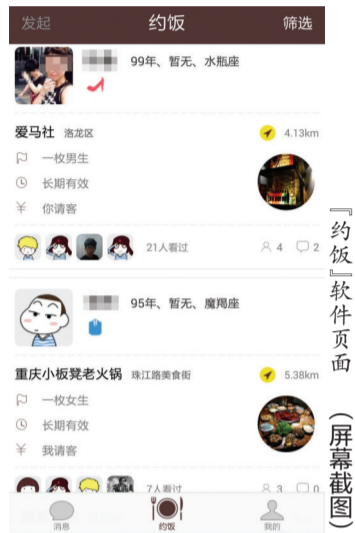 发起
约饭
筛选
99年、暂无、水瓶座
爱马社 洛龙区
4.13km
一枚男生
长期有效
¥ 你请客
21人看过
4
2
95年、暂无、魔羯座
重庆小板凳老火锅 珠江路美食街
5.38km
一枚女生
长期有效
¥ 我请客
7人看过
3
0
消息
约饭
我的
『约饭』软件页面
(屏幕截图)